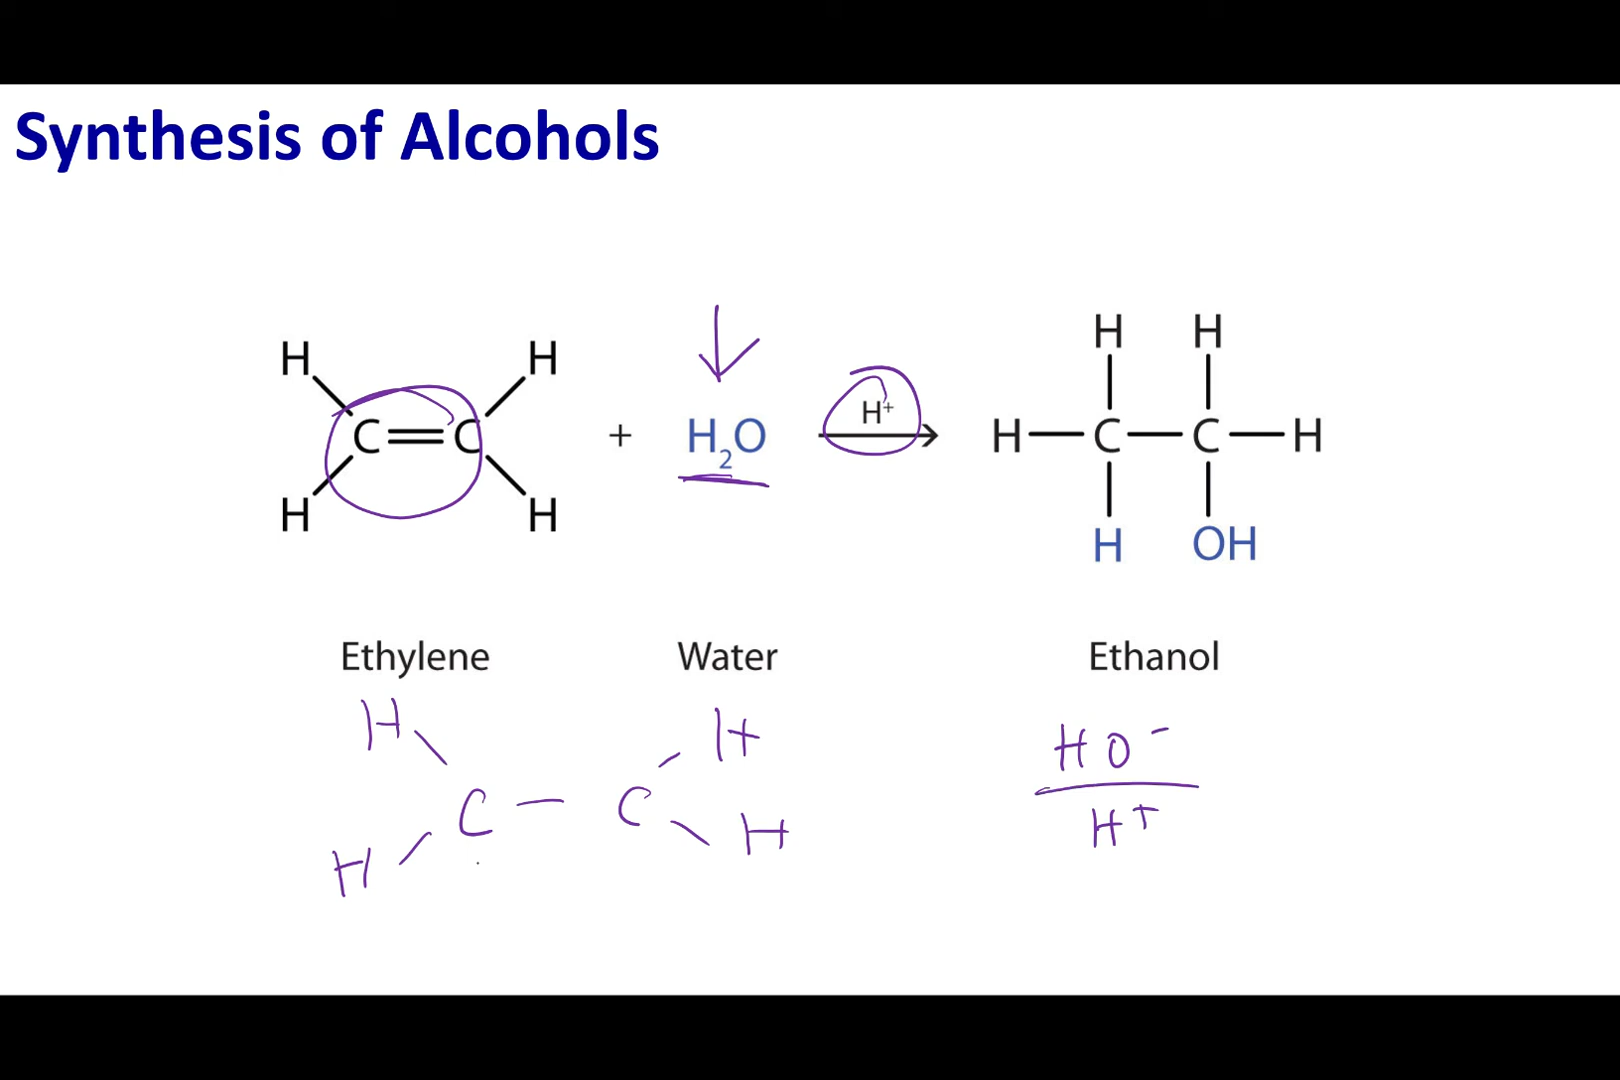 Synthesis of Alcohols
H H H H
H C=C H + H₂O H⁺ → H—C—C—H
H H H OH
Ethylene Water Ethanol
H H HO⁻
C — C H⁺
H H